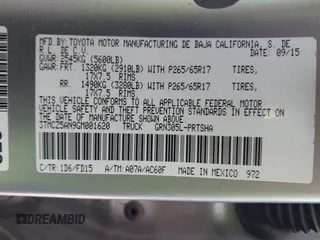 MFD.BY:TOYOTA MOTOR MANUFACTURING DE BAJA CALIFORNIA, S. DE
R.L. DE C.V. 09/15
GVWR 2545KG (5600LB)
GAWR FRT. 1320KG (2910LB) WITH P265/65R17 TIRES,
17X7.5 RIMS
RR. 1490KG (3280LB) WITH P265/65R17 TIRES,
17X7.5 RIMS
THIS VEHICLE CONFORMS TO ALL APPLICABLE FEDERAL MOTOR
VEHICLE SAFETY AND THEFT PREVENTION STANDARDS IN EFFECT
ON THE DATE OF MANUFACTURE SHOWN ABOVE.
3TMCZ5AN9GM001620 TRUCK GRN305L-PRTSHA
C/TR:1D6/FD15 A/TM:A07A/AC60F MADE IN MEXICO 972
DREAMBID